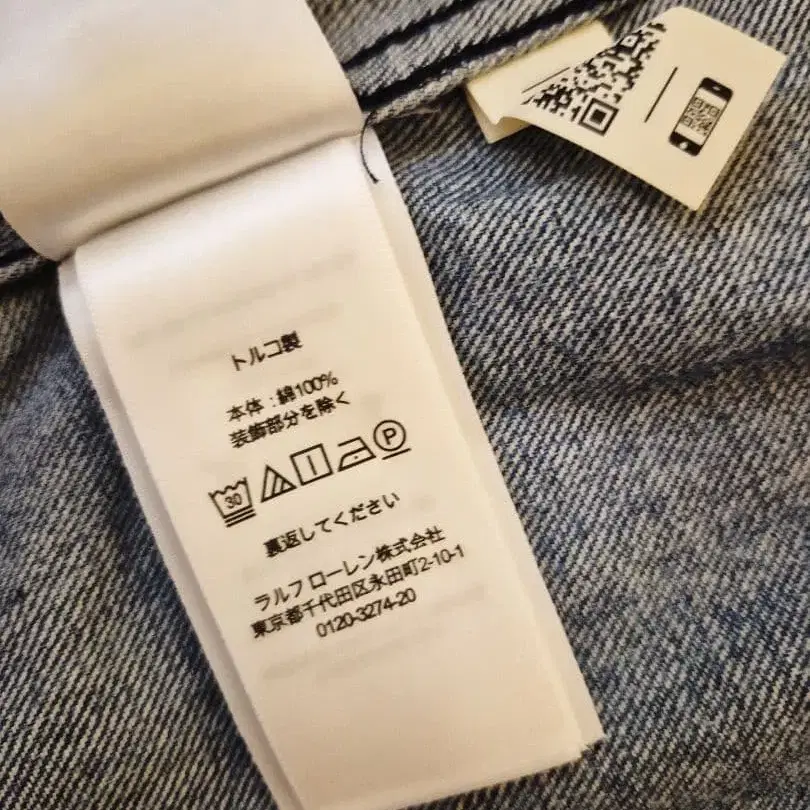 トルコ製
本体 : 綿100%
装飾部分を除く
30
P
裏返してください
ラルフ ローレン株式会社
東京都千代田区永田町2-10-1
0120-3274-20